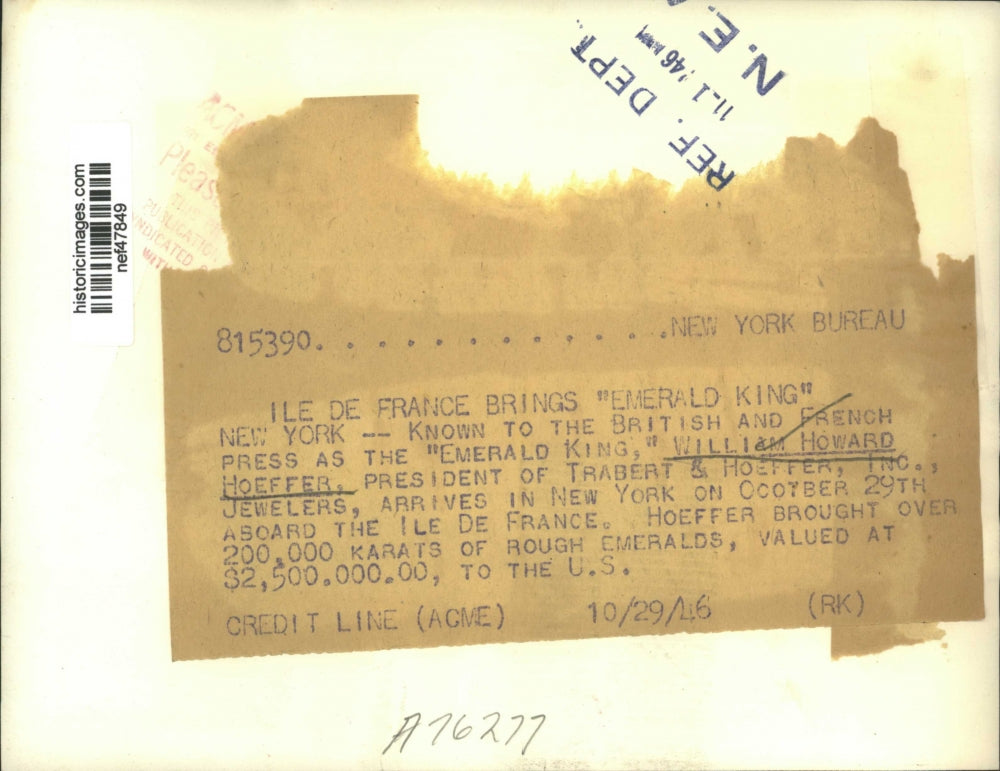 N. E. A
11-1 '46
REF. DEPT.
historicimages.com
nef47849
Pleas
PUBLICATION
815390. . . . . . . . . . . . . .NEW YORK BUREAU
ILE DE FRANCE BRINGS "EMERALD KING"
NEW YORK -- KNOWN TO THE BRITISH AND FRENCH
PRESS AS THE "EMERALD KING," WILLIAM HOWARD
HOEFFER, PRESIDENT OF TRABERT & HOEFFER, INC.,
JEWELERS, ARRIVES IN NEW YORK ON OCOTBER 29TH
ABOARD THE ILE DE FRANCE. HOEFFER BROUGHT OVER
200,000 KARATS OF ROUGH EMERALDS, VALUED AT
$2,500.000.00, TO THE U.S.
CREDIT LINE (ACME) 10/29/46 (RK)
A76277